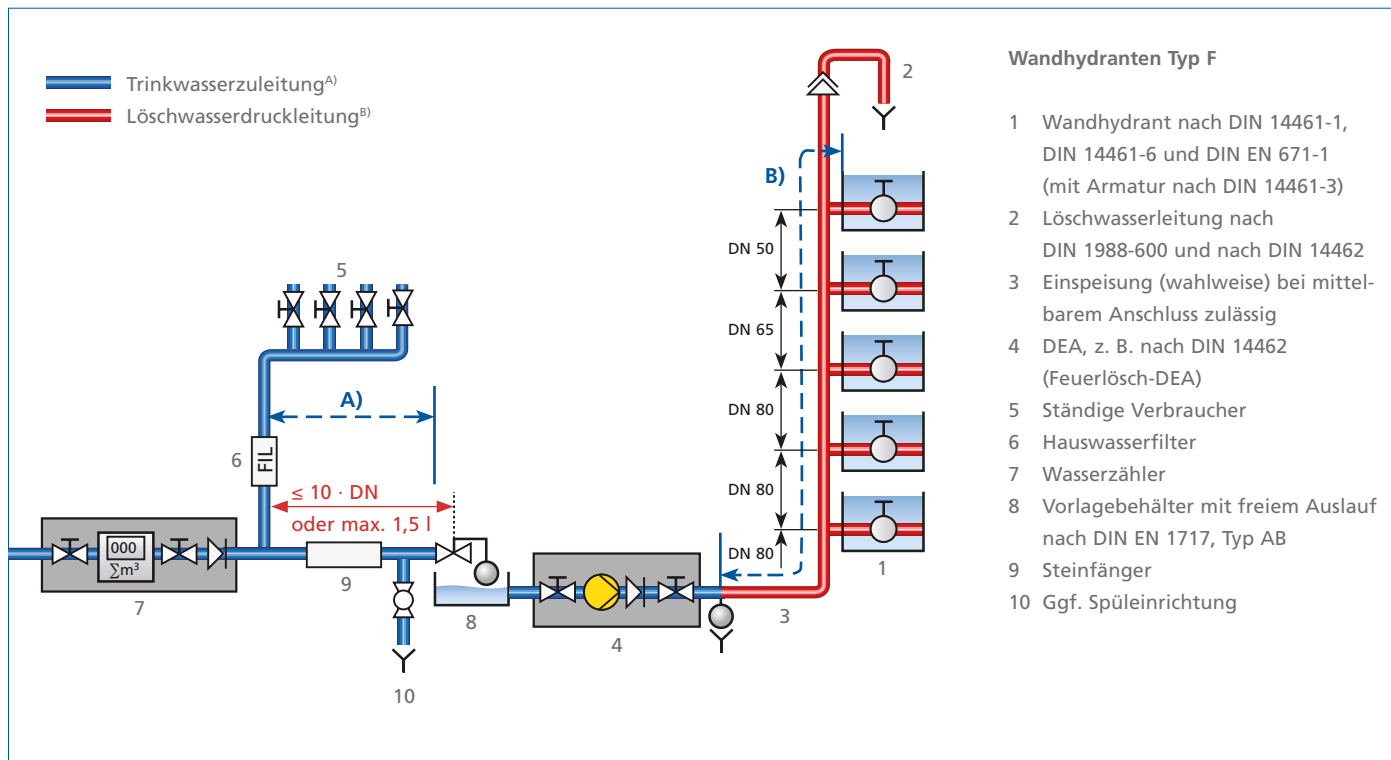 Trinkwasserzuleitung A)
Löschwasserdruckleitung B)
2
B)
DN 50
DN 65
DN 80
DN 80
DN 80
1
5
A)
6
FIL
≤ 10 · DN
oder max. 1,5 l
000
∑m³
7
9
8
10
4
3
Wandhydranten Typ F
1 Wandhydrant nach DIN 14461-1,
DIN 14461-6 und DIN EN 671-1
(mit Armatur nach DIN 14461-3)
2 Löschwasserleitung nach
DIN 1988-600 und nach DIN 14462
3 Einspeisung (wahlweise) bei mittel-
barem Anschluss zulässig
4 DEA, z. B. nach DIN 14462
(Feuerlösch-DEA)
5 Ständige Verbraucher
6 Hauswasserfilter
7 Wasserzähler
8 Vorlagebehälter mit freiem Auslauf
nach DIN EN 1717, Typ AB
9 Steinfänger
10 Ggf. Spüleinrichtung